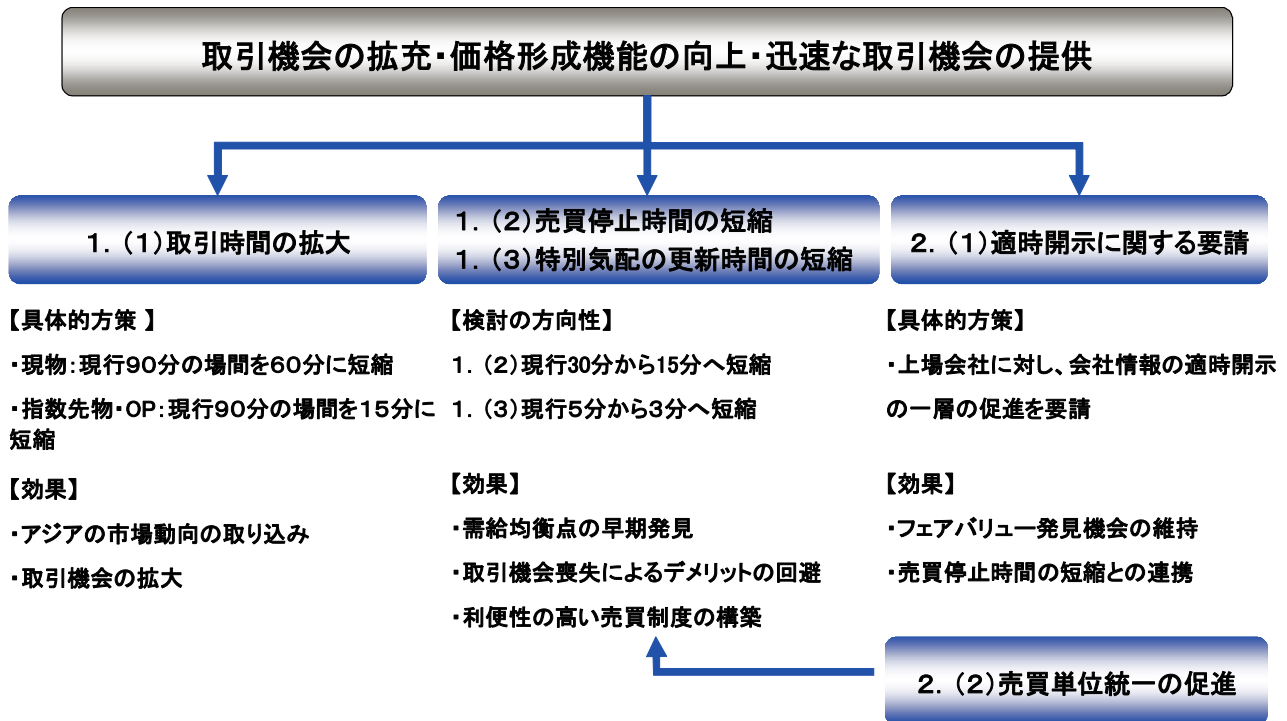 取引機会の拡充・価格形成機能の向上・迅速な取引機会の提供
1．（1）取引時間の拡大
【具体的方策 】
・現物：現行９０分の場間を６０分に短縮
・指数先物・OP：現行９０分の場間を１５分に
短縮
【効果】
・アジアの市場動向の取り込み
・取引機会の拡大
1．（2）売買停止時間の短縮
1．（3）特別気配の更新時間の短縮
【検討の方向性】
1．（2）現行30分から15分へ短縮
1．（3）現行５分から３分へ短縮
【効果】
・需給均衡点の早期発見
・取引機会喪失によるデメリットの回避
・利便性の高い売買制度の構築
2．（1）適時開示に関する要請
【具体的方策】
・上場会社に対し、会社情報の適時開示
の一層の促進を要請
【効果】
・フェアバリュー発見機会の維持
・売買停止時間の短縮との連携
2．（2）売買単位統一の促進